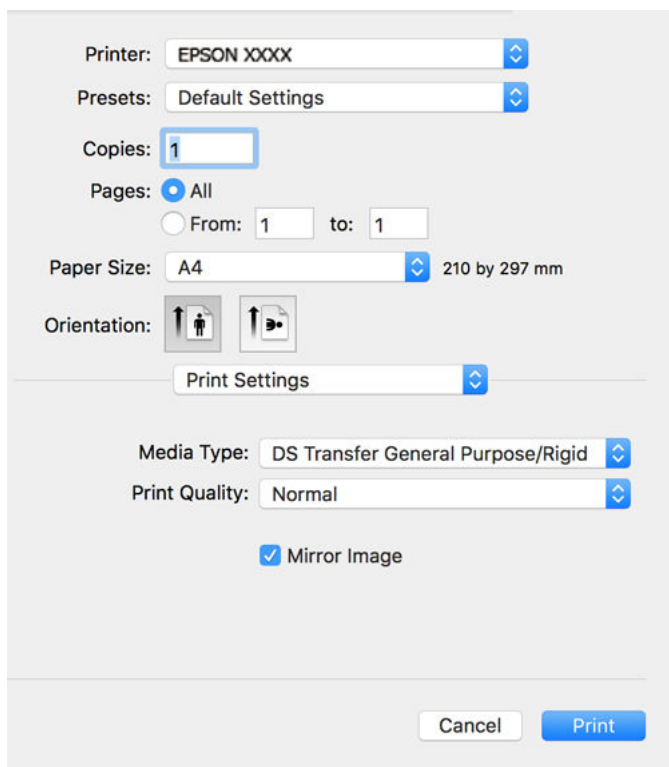 Printer: EPSON XXXX
Presets: Default Settings
Copies: 1
Pages: All
From: 1 to: 1
Paper Size: A4 210 by 297 mm
Orientation:
Print Settings
Media Type: DS Transfer General Purpose/Rigid
Print Quality: Normal
Mirror Image
Cancel Print